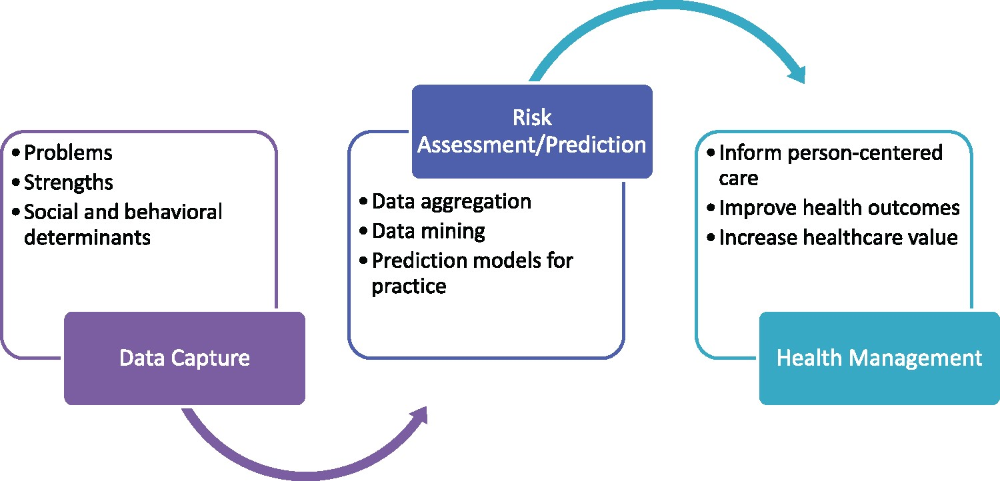 • Problems
• Strengths
• Social and behavioral
determinants
Data Capture
Risk
Assessment/Prediction
• Data aggregation
• Data mining
• Prediction models for
practice
• Inform person-centered
care
• Improve health outcomes
• Increase healthcare value
Health Management